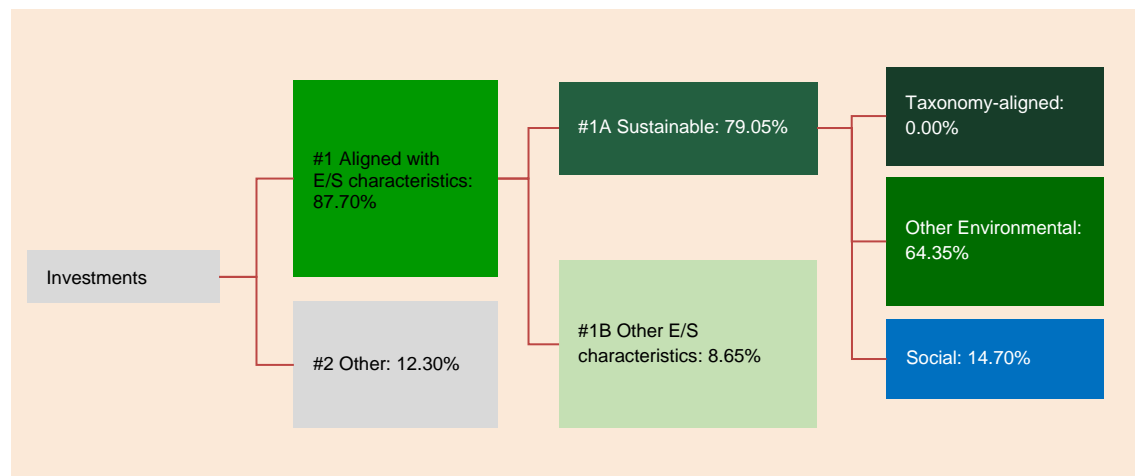 Investments
#1 Aligned with
E/S characteristics:
87.70%
#2 Other: 12.30%
#1A Sustainable: 79.05%
#1B Other E/S
characteristics: 8.65%
Taxonomy-aligned:
0.00%
Other Environmental:
64.35%
Social: 14.70%